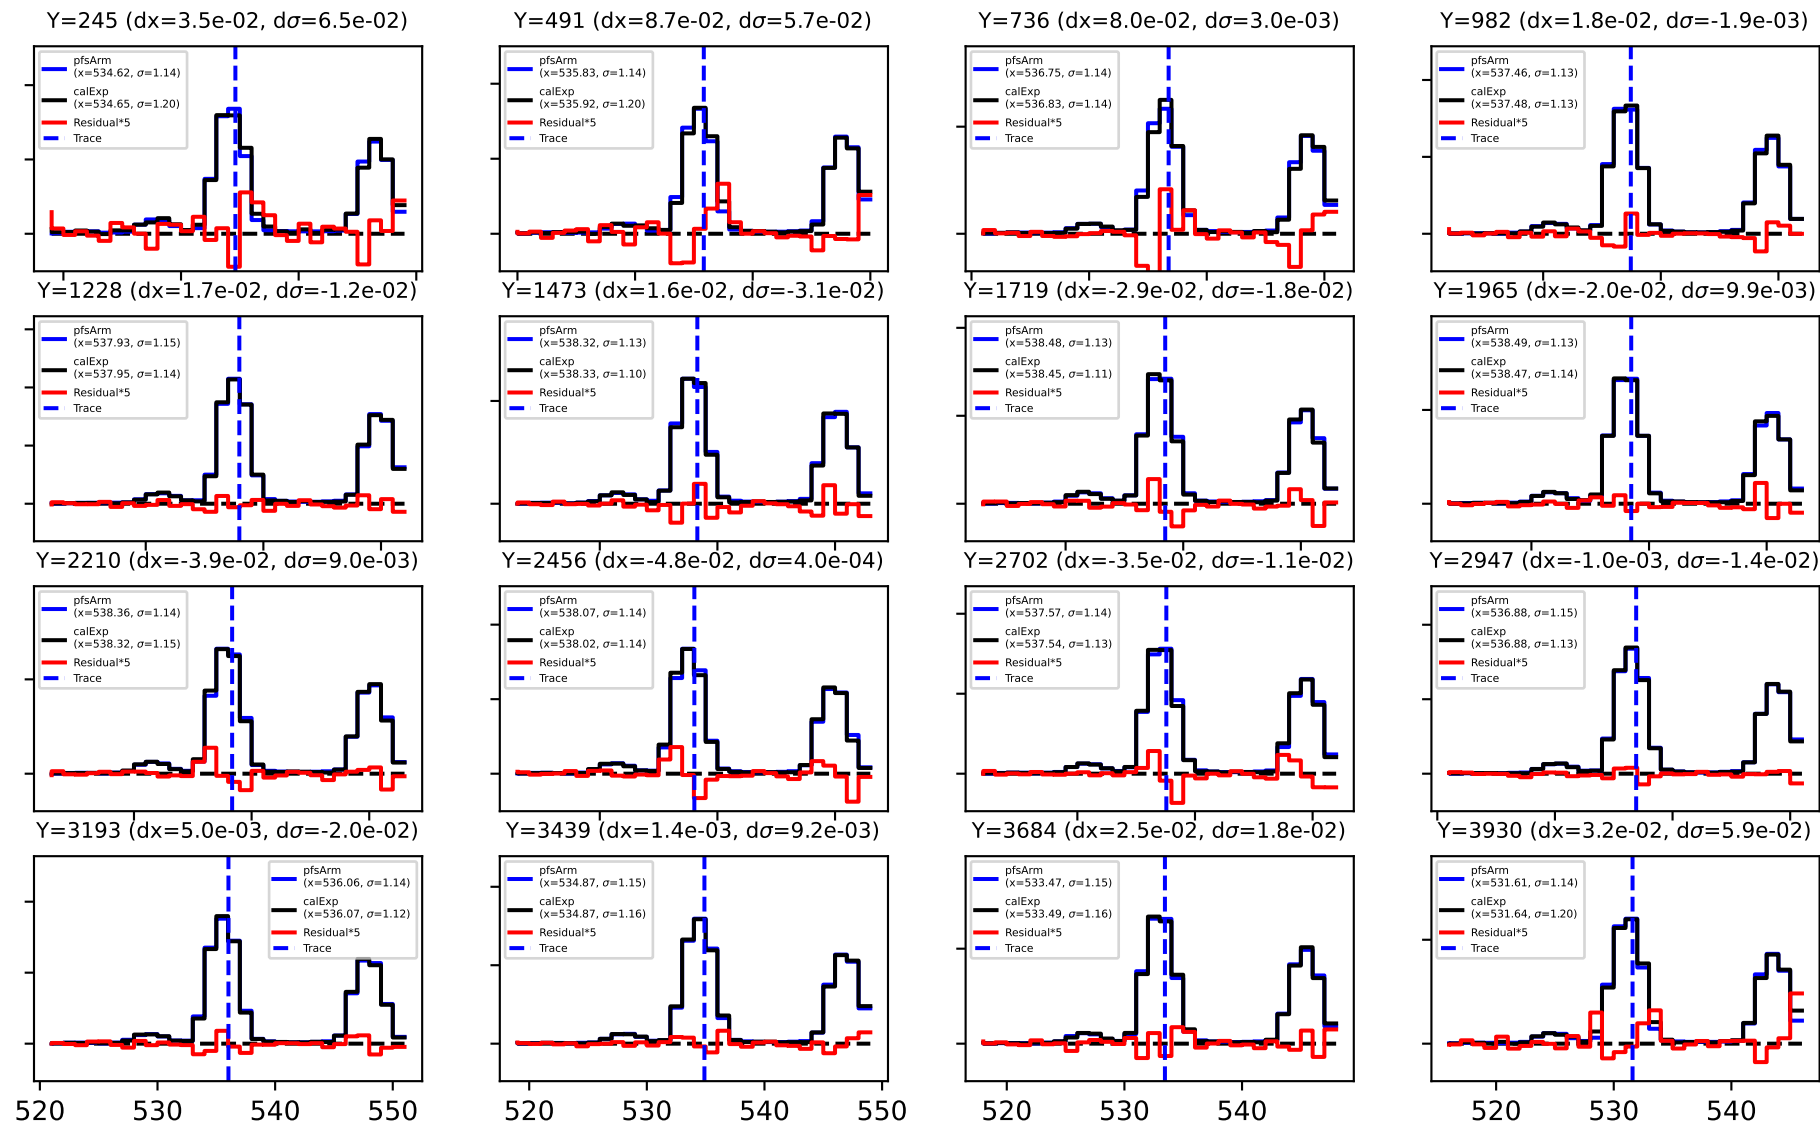 Y=245 (dx=3.5e-02, dσ=6.5e-02)
pfsArm
(x=534.62, σ=1.14)
calExp
(x=534.65, σ=1.20)
Residual*5
Trace
Y=491 (dx=8.7e-02, dσ=5.7e-02)
pfsArm
(x=535.83, σ=1.14)
calExp
(x=535.92, σ=1.20)
Residual*5
Trace
Y=736 (dx=8.0e-02, dσ=3.0e-03)
pfsArm
(x=536.75, σ=1.14)
calExp
(x=536.83, σ=1.14)
Residual*5
Trace
Y=982 (dx=1.8e-02, dσ=-1.9e-03)
pfsArm
(x=537.46, σ=1.13)
calExp
(x=537.48, σ=1.13)
Residual*5
Trace
Y=1228 (dx=1.7e-02, dσ=-1.2e-02)
pfsArm
(x=537.93, σ=1.15)
calExp
(x=537.95, σ=1.14)
Residual*5
Trace
Y=1473 (dx=1.6e-02, dσ=-3.1e-02)
pfsArm
(x=538.32, σ=1.13)
calExp
(x=538.33, σ=1.10)
Residual*5
Trace
Y=1719 (dx=-2.9e-02, dσ=-1.8e-02)
pfsArm
(x=538.48, σ=1.13)
calExp
(x=538.45, σ=1.11)
Residual*5
Trace
Y=1965 (dx=-2.0e-02, dσ=9.9e-03)
pfsArm
(x=538.49, σ=1.13)
calExp
(x=538.47, σ=1.14)
Residual*5
Trace
Y=2210 (dx=-3.9e-02, dσ=9.0e-03)
pfsArm
(x=538.36, σ=1.14)
calExp
(x=538.32, σ=1.15)
Residual*5
Trace
Y=2456 (dx=-4.8e-02, dσ=4.0e-04)
pfsArm
(x=538.07, σ=1.14)
calExp
(x=538.02, σ=1.14)
Residual*5
Trace
Y=2702 (dx=-3.5e-02, dσ=-1.1e-02)
pfsArm
(x=537.57, σ=1.14)
calExp
(x=537.54, σ=1.13)
Residual*5
Trace
Y=2947 (dx=-1.0e-03, dσ=-1.4e-02)
pfsArm
(x=536.88, σ=1.15)
calExp
(x=536.88, σ=1.13)
Residual*5
Trace
Y=3193 (dx=5.0e-03, dσ=-2.0e-02)
pfsArm
(x=536.06, σ=1.14)
calExp
(x=536.07, σ=1.12)
Residual*5
Trace
520 530 540 550
Y=3439 (dx=1.4e-03, dσ=9.2e-03)
pfsArm
(x=534.87, σ=1.15)
calExp
(x=534.87, σ=1.16)
Residual*5
Trace
520 530 540 550
Y=3684 (dx=2.5e-02, dσ=1.8e-02)
pfsArm
(x=533.47, σ=1.15)
calExp
(x=533.49, σ=1.16)
Residual*5
Trace
520 530 540
Y=3930 (dx=3.2e-02, dσ=5.9e-02)
pfsArm
(x=531.61, σ=1.14)
calExp
(x=531.64, σ=1.20)
Residual*5
Trace
520 530 540